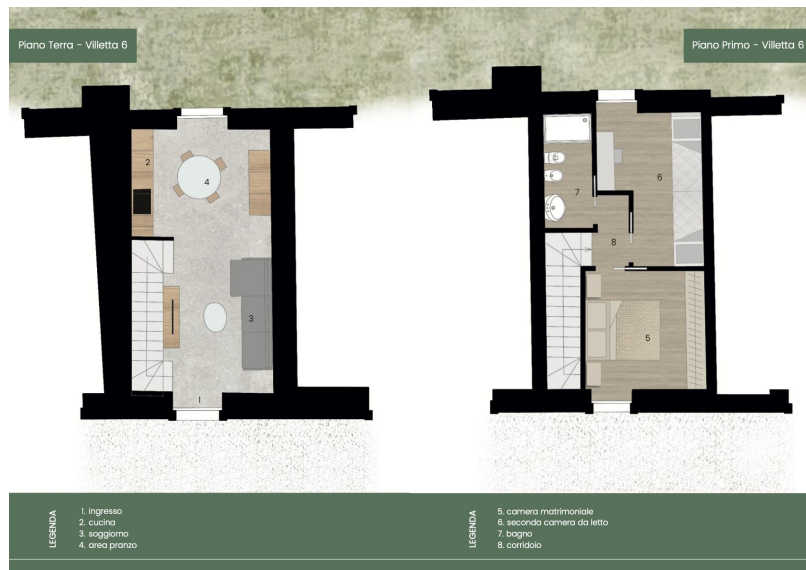 Piano Terra - Villetta 6
Piano Primo - Villetta 6
2
4
3
1
6
7
8
5
LEGENDA
1. ingresso
2. cucina
3. soggiorno
4. area pranzo
LEGENDA
5. camera matrimoniale
6. seconda camera da letto
7. bagno
8. corridoio